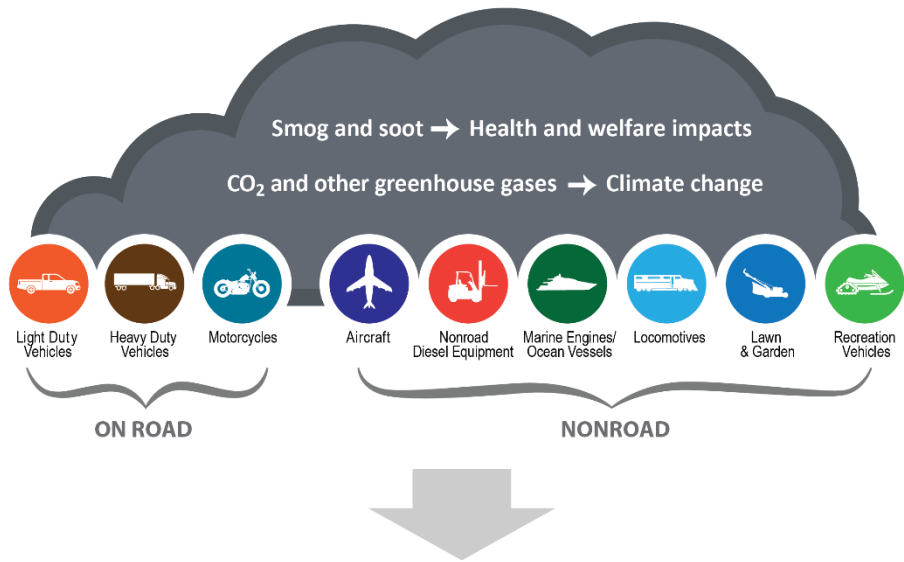 Smog and soot → Health and welfare impacts
CO₂ and other greenhouse gases → Climate change
Light Duty
Vehicles
Heavy Duty
Vehicles
Motorcycles
Aircraft
Nonroad
Diesel Equipment
Marine Engines/
Ocean Vessels
Locomotives
Lawn
& Garden
Recreation
Vehicles
ON ROAD
NONROAD